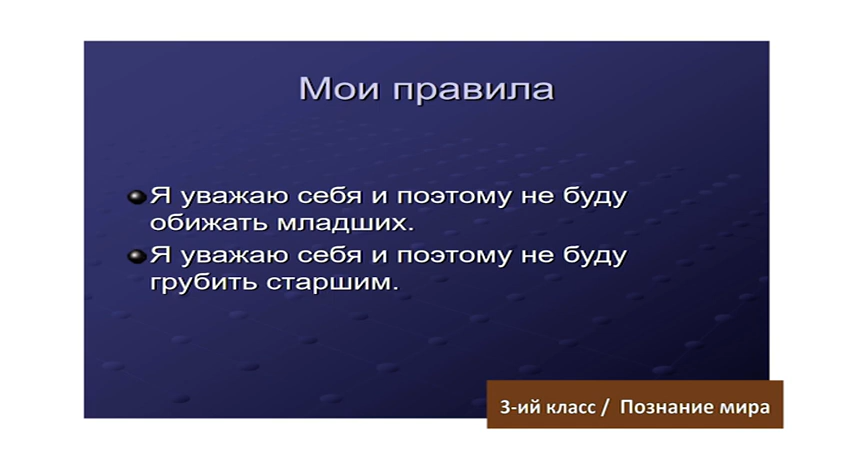 Мои правила
Я уважаю себя и поэтому не буду
обижать младших.
Я уважаю себя и поэтому не буду
грубить старшим.
3-ий класс / Познание мира